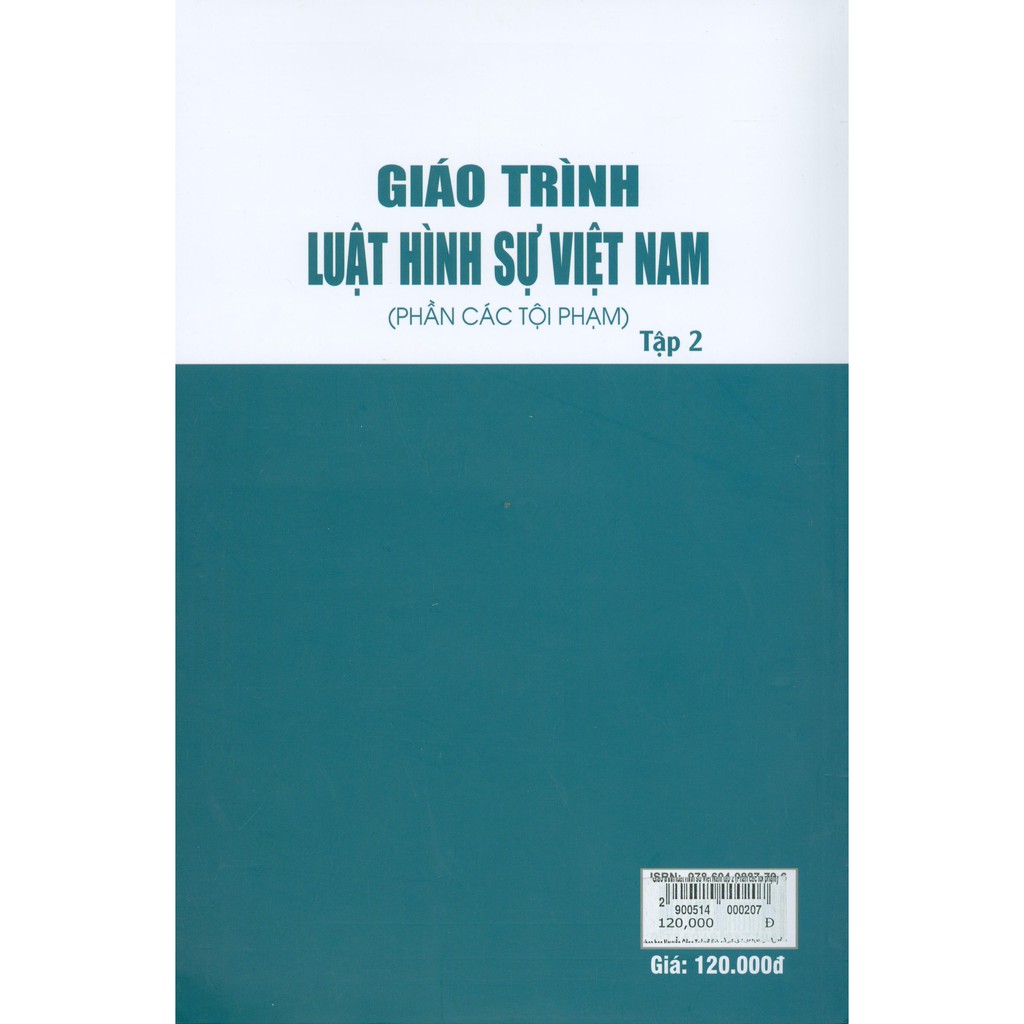 GIÁO TRÌNH
LUẬT HÌNH SỰ VIỆT NAM
(PHẦN CÁC TỘI PHẠM)
Tập 2
2 900514 000207
120,000 Đ
Giá: 120.000đ